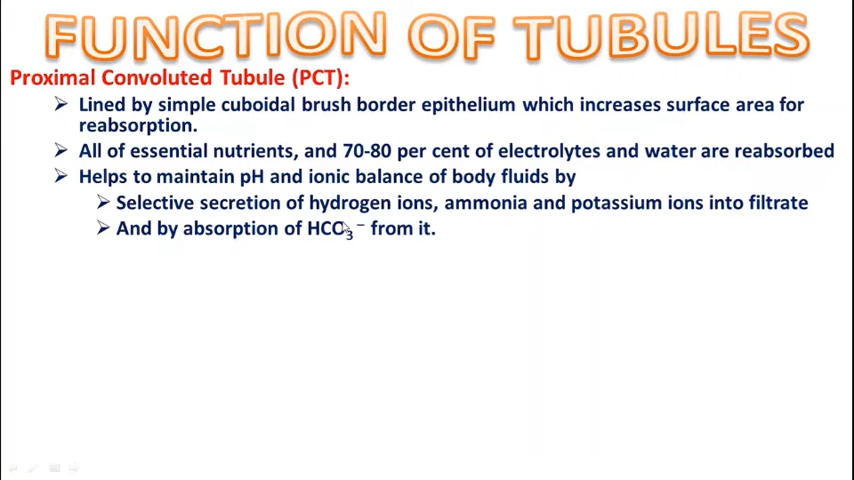 FUNCTION OF TUBULES
Proximal Convoluted Tubule (PCT):
➢ Lined by simple cuboidal brush border epithelium which increases surface area for
reabsorption.
➢ All of essential nutrients, and 70-80 per cent of electrolytes and water are reabsorbed
➢ Helps to maintain pH and ionic balance of body fluids by
➢ Selective secretion of hydrogen ions, ammonia and potassium ions into filtrate
➢ And by absorption of HCO₃⁻ from it.